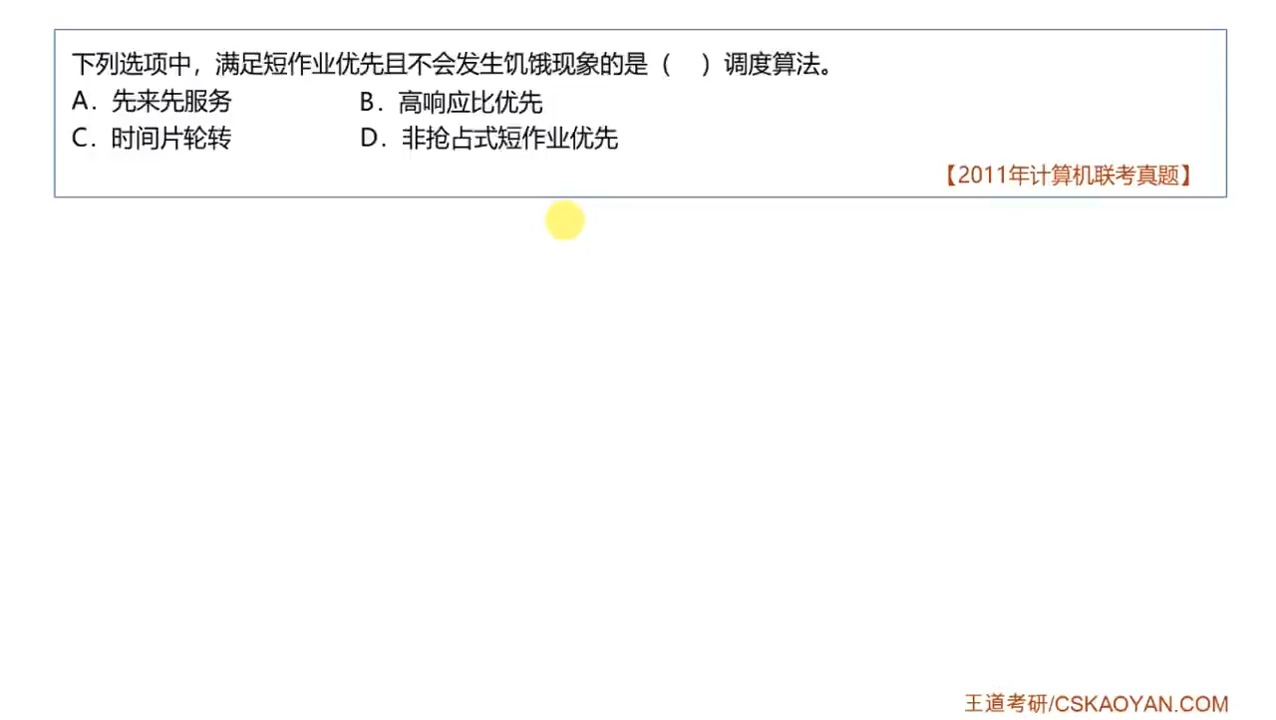 下列选项中，满足短作业优先且不会发生饥饿现象的是（　）调度算法。
A．先来先服务　B．高响应比优先
C．时间片轮转　D．非抢占式短作业优先
【2011年计算机联考真题】
王道考研/CSKAOYAN.COM